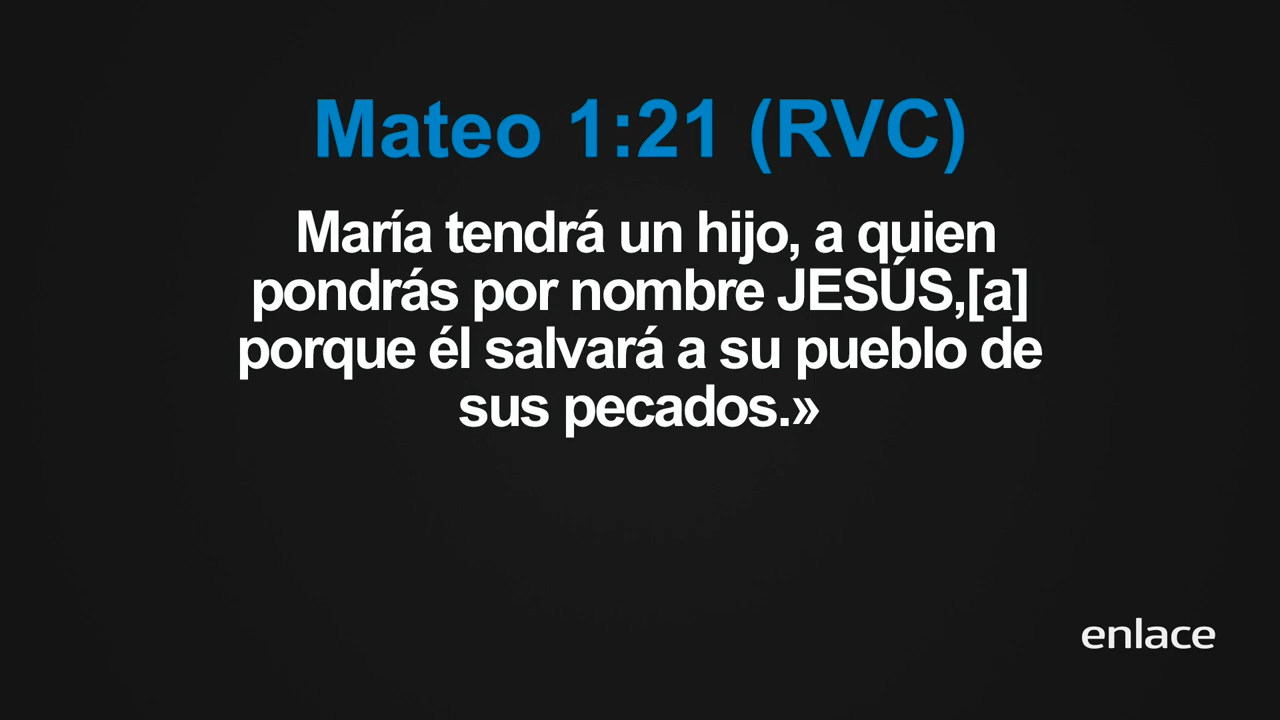 Mateo 1:21 (RVC)
María tendrá un hijo, a quien
pondrás por nombre JESÚS,[a]
porque él salvará a su pueblo de
sus pecados.»
enlace